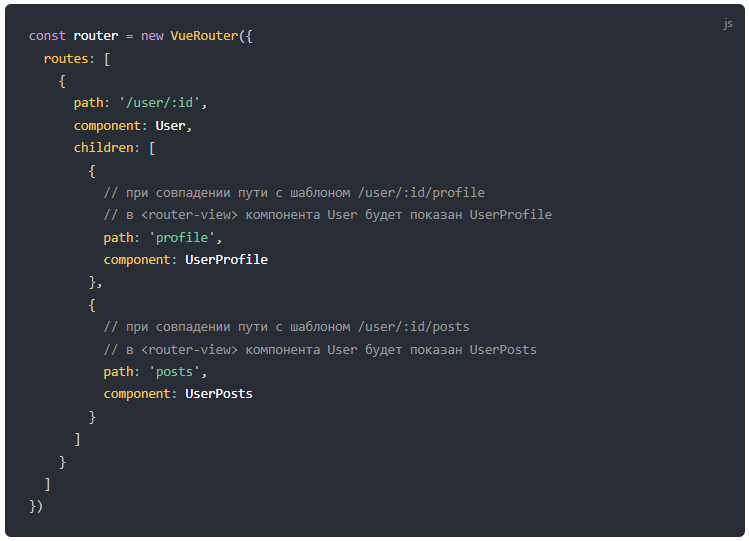 js
const router = new VueRouter({
  routes: [
    {
      path: '/user/:id',
      component: User,
      children: [
        {
          // при совпадении пути с шаблоном /user/:id/profile
          // в <router-view> компонента User будет показан UserProfile
          path: 'profile',
          component: UserProfile
        },
        {
          // при совпадении пути с шаблоном /user/:id/posts
          // в <router-view> компонента User будет показан UserPosts
          path: 'posts',
          component: UserPosts
        }
      ]
    }
  ]
})